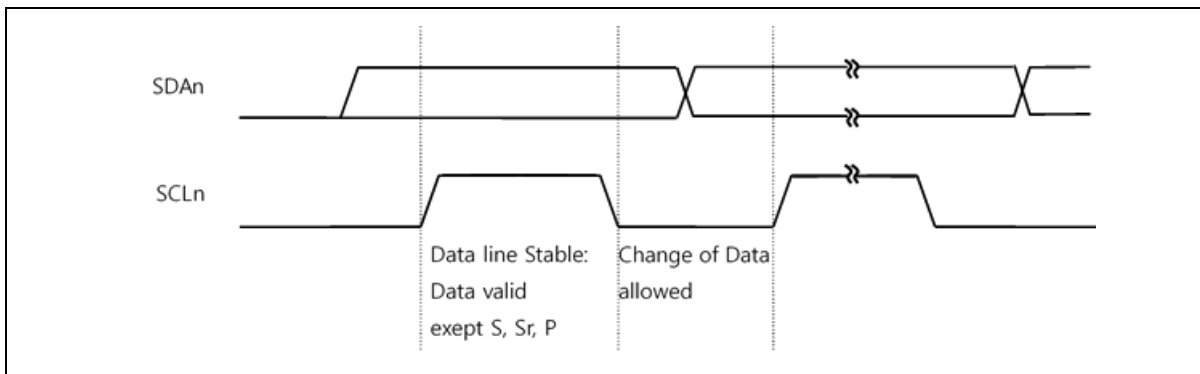 SDAn
SCLn
Data line Stable:
Data valid
exept S, Sr, P
Change of Data
allowed